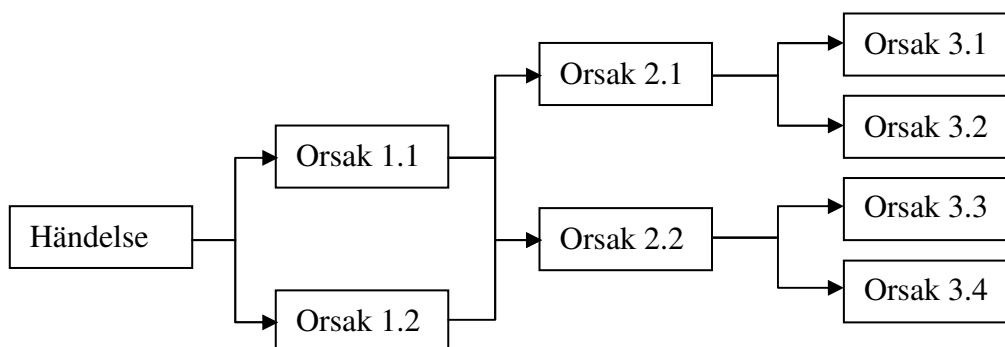 Händelse
Orsak 1.1
Orsak 1.2
Orsak 2.1
Orsak 2.2
Orsak 3.1
Orsak 3.2
Orsak 3.3
Orsak 3.4